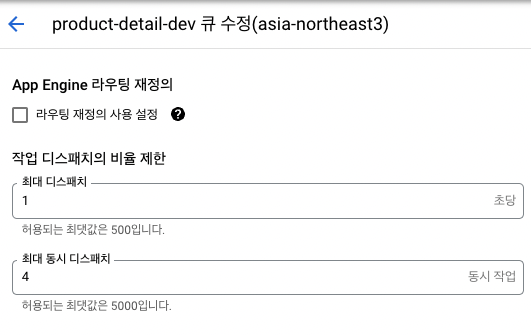 product-detail-dev 큐 수정(asia-northeast3)
App Engine 라우팅 재정의
라우팅 재정의 사용 설정 ?
작업 디스패치의 비율 제한
최대 디스패치
1 초당
허용되는 최댓값은 500입니다.
최대 동시 디스패치
4 동시 작업
허용되는 최댓값은 5000입니다.